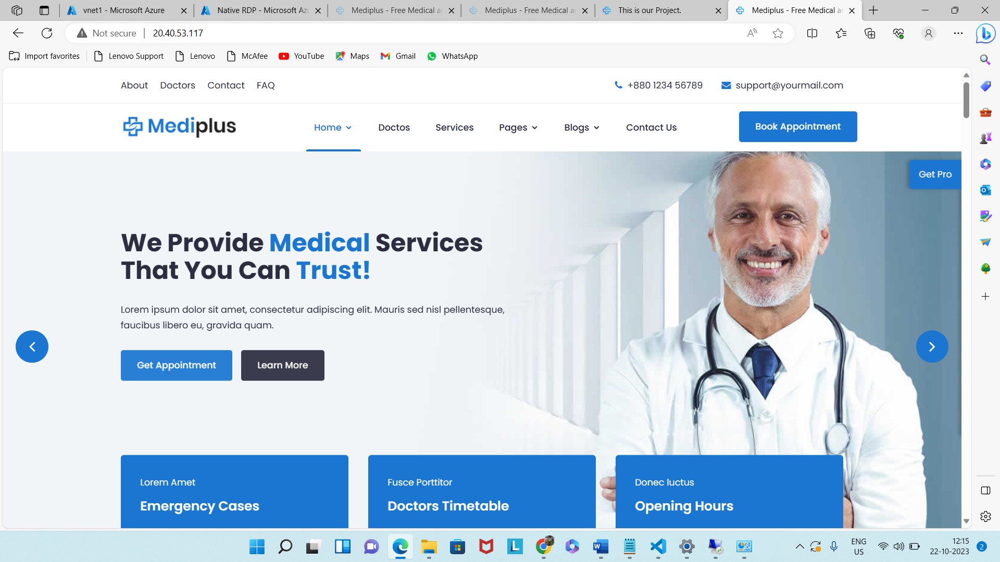 vnet1 - Microsoft Azure
Native RDP - Microsoft Azu
Mediplus - Free Medical an
Mediplus - Free Medical an
This is our Project.
Mediplus - Free Medical an
Not secure
20.40.53.117
Import favorites
Lenovo Support
Lenovo
McAfee
YouTube
Maps
Gmail
WhatsApp
About Doctors Contact FAQ
+880 1234 56789
support@yourmail.com
Mediplus
Home
Doctos
Services
Pages
Blogs
Contact Us
Book Appointment
Get Pro
We Provide Medical Services
That You Can Trust!
Lorem ipsum dolor sit amet, consectetur adipiscing elit. Mauris sed nisl pellentesque,
faucibus libero eu, gravida quam.
Get Appointment
Learn More
Lorem Amet
Emergency Cases
Fusce Porttitor
Doctors Timetable
Donec luctus
Opening Hours
ENG
US
12:15
22-10-2023
2